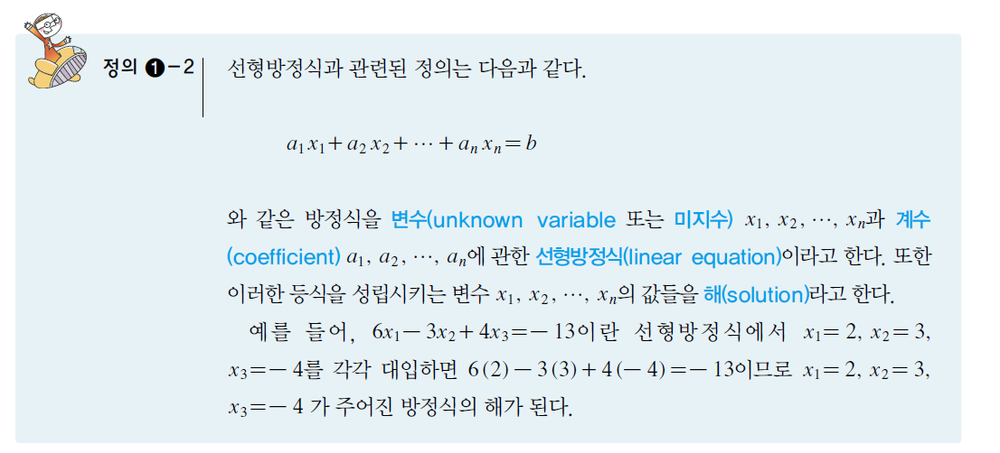 정의 ❶-2
선형방정식과 관련된 정의는 다음과 같다.
a₁x₁+a₂x₂+⋯+aₙxₙ=b
와 같은 방정식을 변수(unknown variable 또는 미지수) x₁, x₂, ⋯, xₙ과 계수
(coefficient) a₁, a₂, ⋯, aₙ에 관한 선형방정식(linear equation)이라고 한다. 또한
이러한 등식을 성립시키는 변수 x₁, x₂, ⋯, xₙ의 값들을 해(solution)라고 한다.
예를 들어, 6x₁−3x₂+4x₃=−13이란 선형방정식에서 x₁=2, x₂=3,
x₃=−4를 각각 대입하면 6(2)−3(3)+4(−4)=−13이므로 x₁=2, x₂=3,
x₃=−4 가 주어진 방정식의 해가 된다.